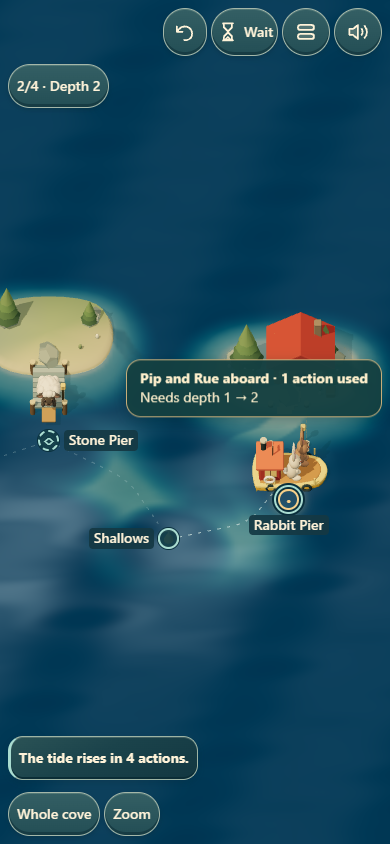 Wait
2/4 · Depth 2
Pip and Rue aboard · 1 action used
Needs depth 1 → 2
Stone Pier
Rabbit Pier
Shallows
The tide rises in 4 actions.
Whole cove
Zoom